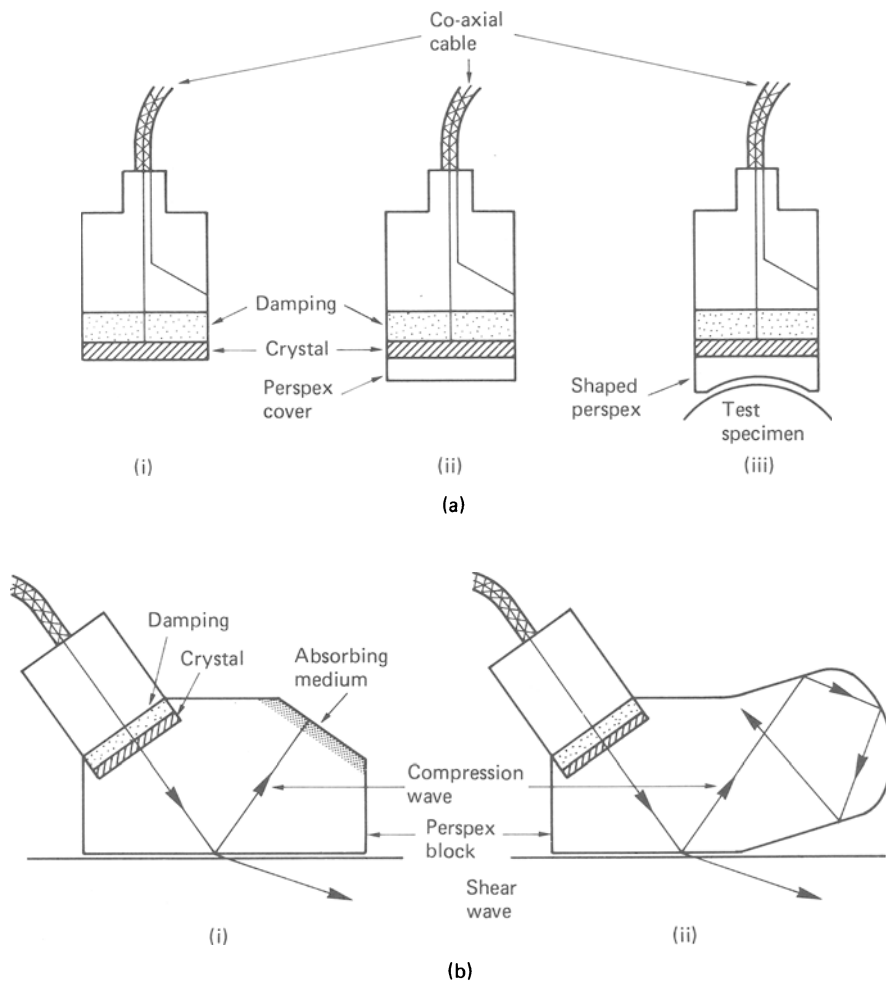 Co-axial
cable
Damping
Crystal
Perspex
cover
Shaped
perspex
Test
specimen
(i)
(ii)
(iii)
(a)
Damping
Crystal
Absorbing
medium
Compression
wave
Perspex
block
Shear
wave
(i)
(ii)
(b)